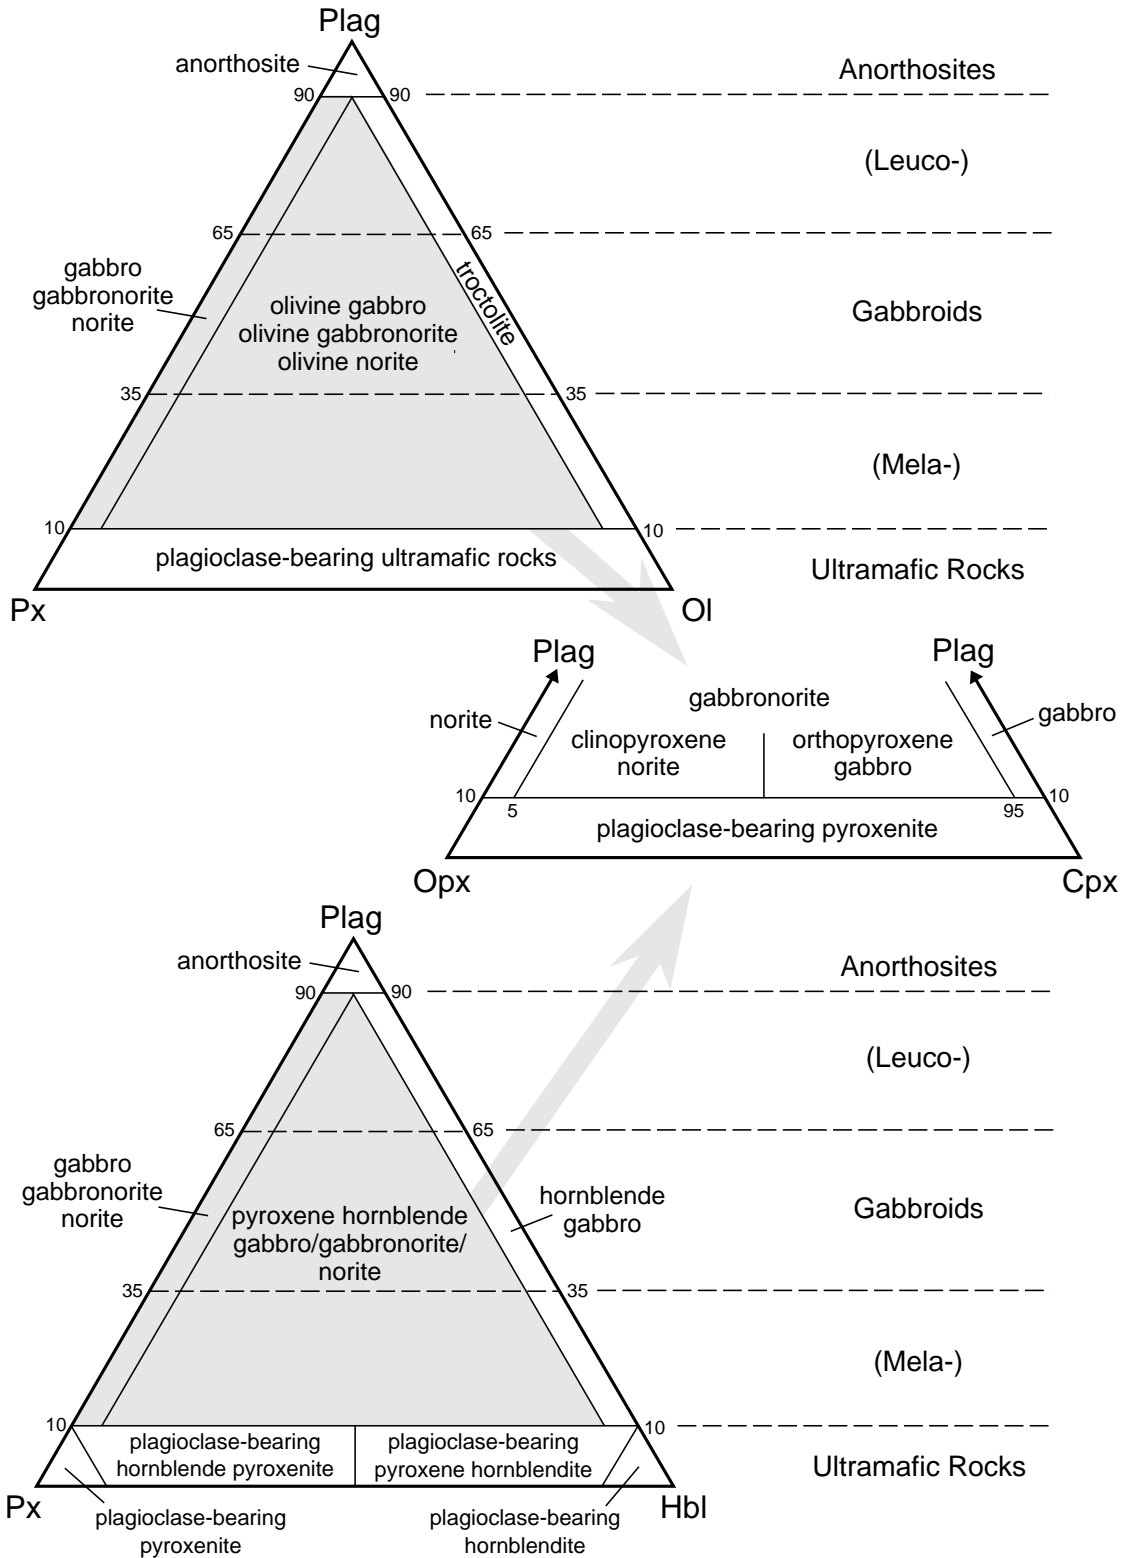 Plag
anorthosite
Anorthosites
90
90
(Leuco-)
65
65
gabbro
gabbronorite
norite
troctolite
olivine gabbro
olivine gabbronorite
olivine norite
Gabbroids
35
35
(Mela-)
10
10
plagioclase-bearing ultramafic rocks
Ultramafic Rocks
Px
Ol
Plag
Plag
norite
gabbronorite
gabbro
clinopyroxene
norite
orthopyroxene
gabbro
10
10
5
95
plagioclase-bearing pyroxenite
Opx
Cpx
Plag
anorthosite
Anorthosites
90
90
(Leuco-)
65
65
gabbro
gabbronorite
norite
pyroxene hornblende
gabbro/gabbronorite/
norite
hornblende
gabbro
Gabbroids
35
35
(Mela-)
10
10
plagioclase-bearing
hornblende pyroxenite
plagioclase-bearing
pyroxene hornblendite
Ultramafic Rocks
Px
Hbl
plagioclase-bearing
pyroxenite
plagioclase-bearing
hornblendite